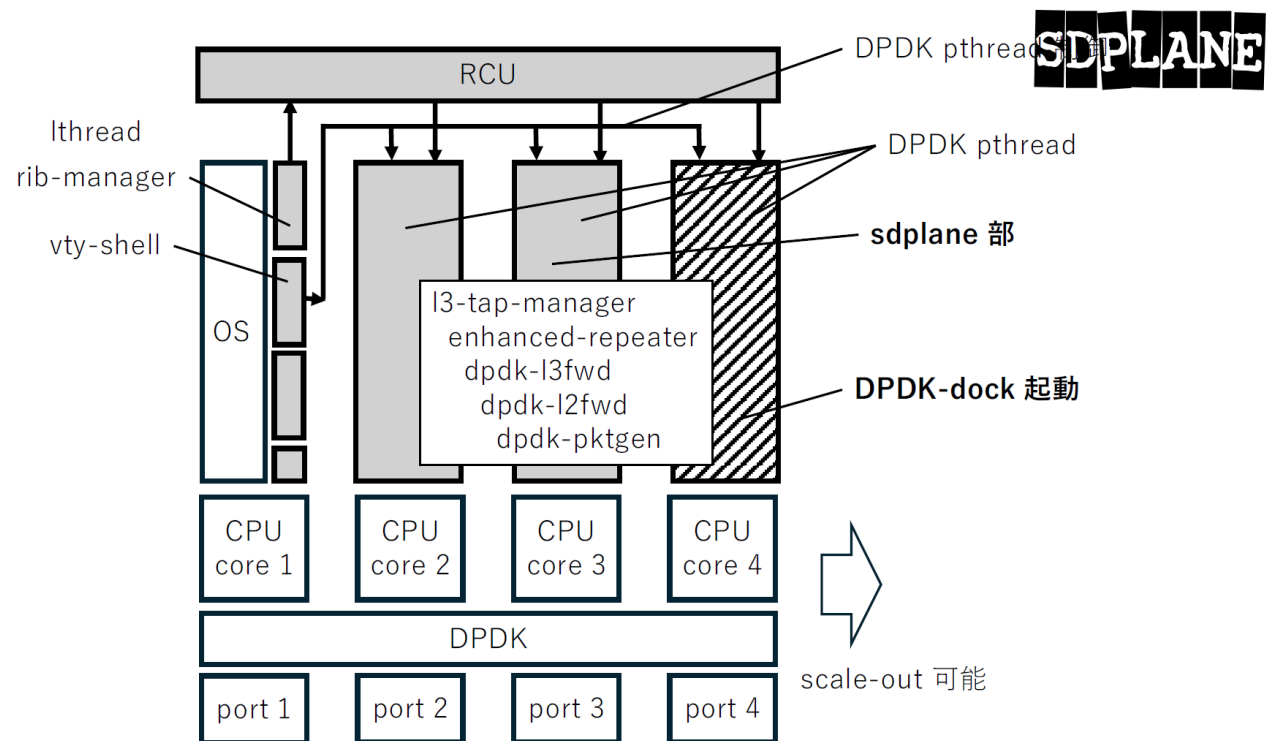 SDPLANE
DPDK pthread 制御
RCU
lthread
rib-manager
vty-shell
DPDK pthread
sdplane 部
OS
l3-tap-manager
enhanced-repeater
dpdk-l3fwd
dpdk-l2fwd
dpdk-pktgen
DPDK-dock 起動
CPU
core 1
CPU
core 2
CPU
core 3
CPU
core 4
DPDK
scale-out 可能
port 1
port 2
port 3
port 4